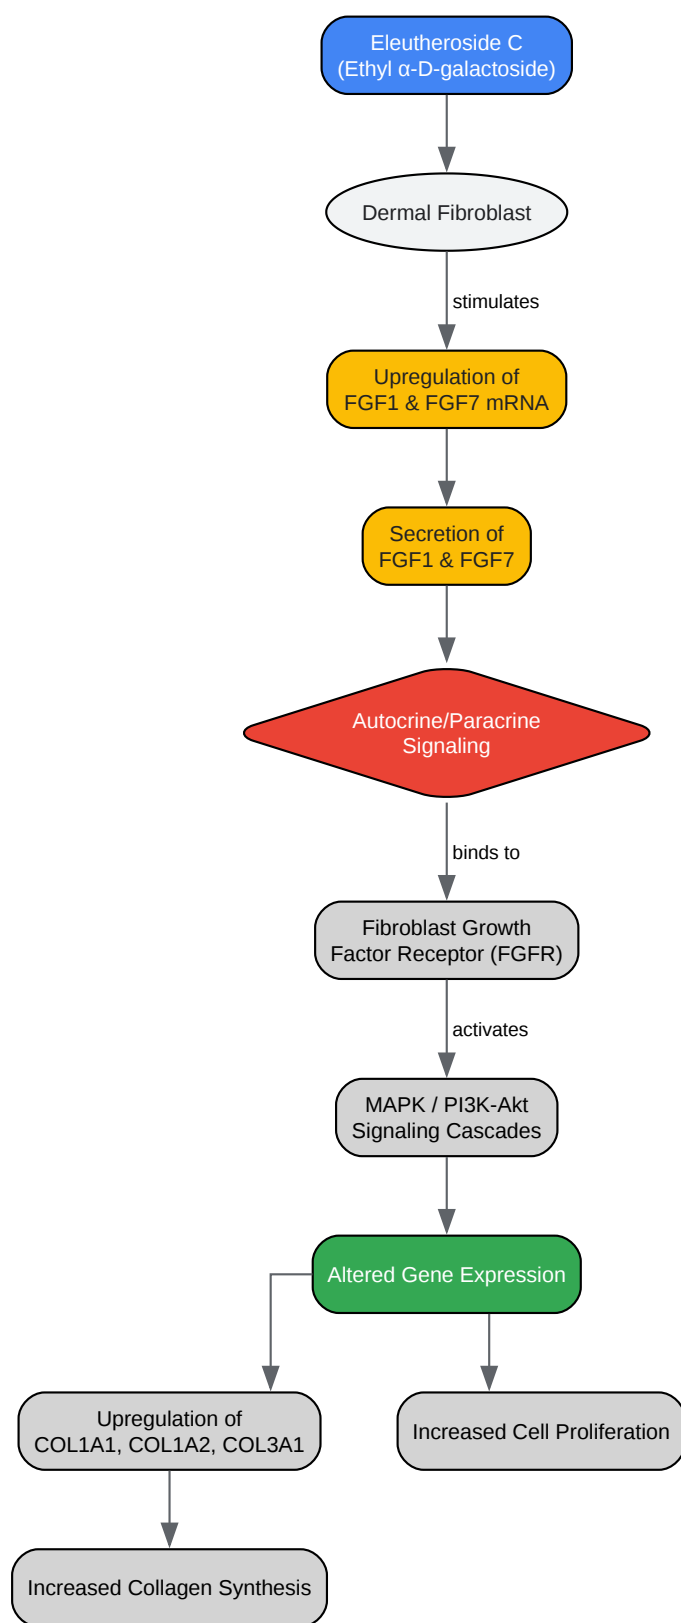 Eleutheroside C
(Ethyl α-D-galactoside)
Dermal Fibroblast
stimulates
Upregulation of
FGF1 & FGF7 mRNA
Secretion of
FGF1 & FGF7
Autocrine/Paracrine
Signaling
binds to
Fibroblast Growth
Factor Receptor (FGFR)
activates
MAPK / PI3K-Akt
Signaling Cascades
Altered Gene Expression
Upregulation of
COL1A1, COL1A2, COL3A1
Increased Cell Proliferation
Increased Collagen Synthesis